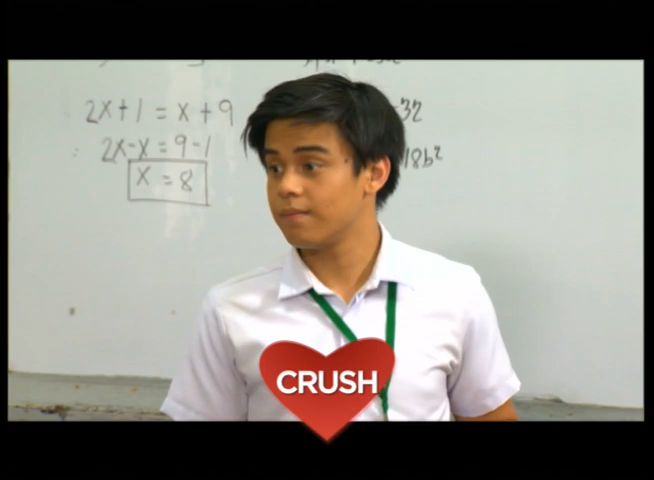 2x+1 = x+9
2x-x = 9-1
x = 8
32
18b²
CRUSH